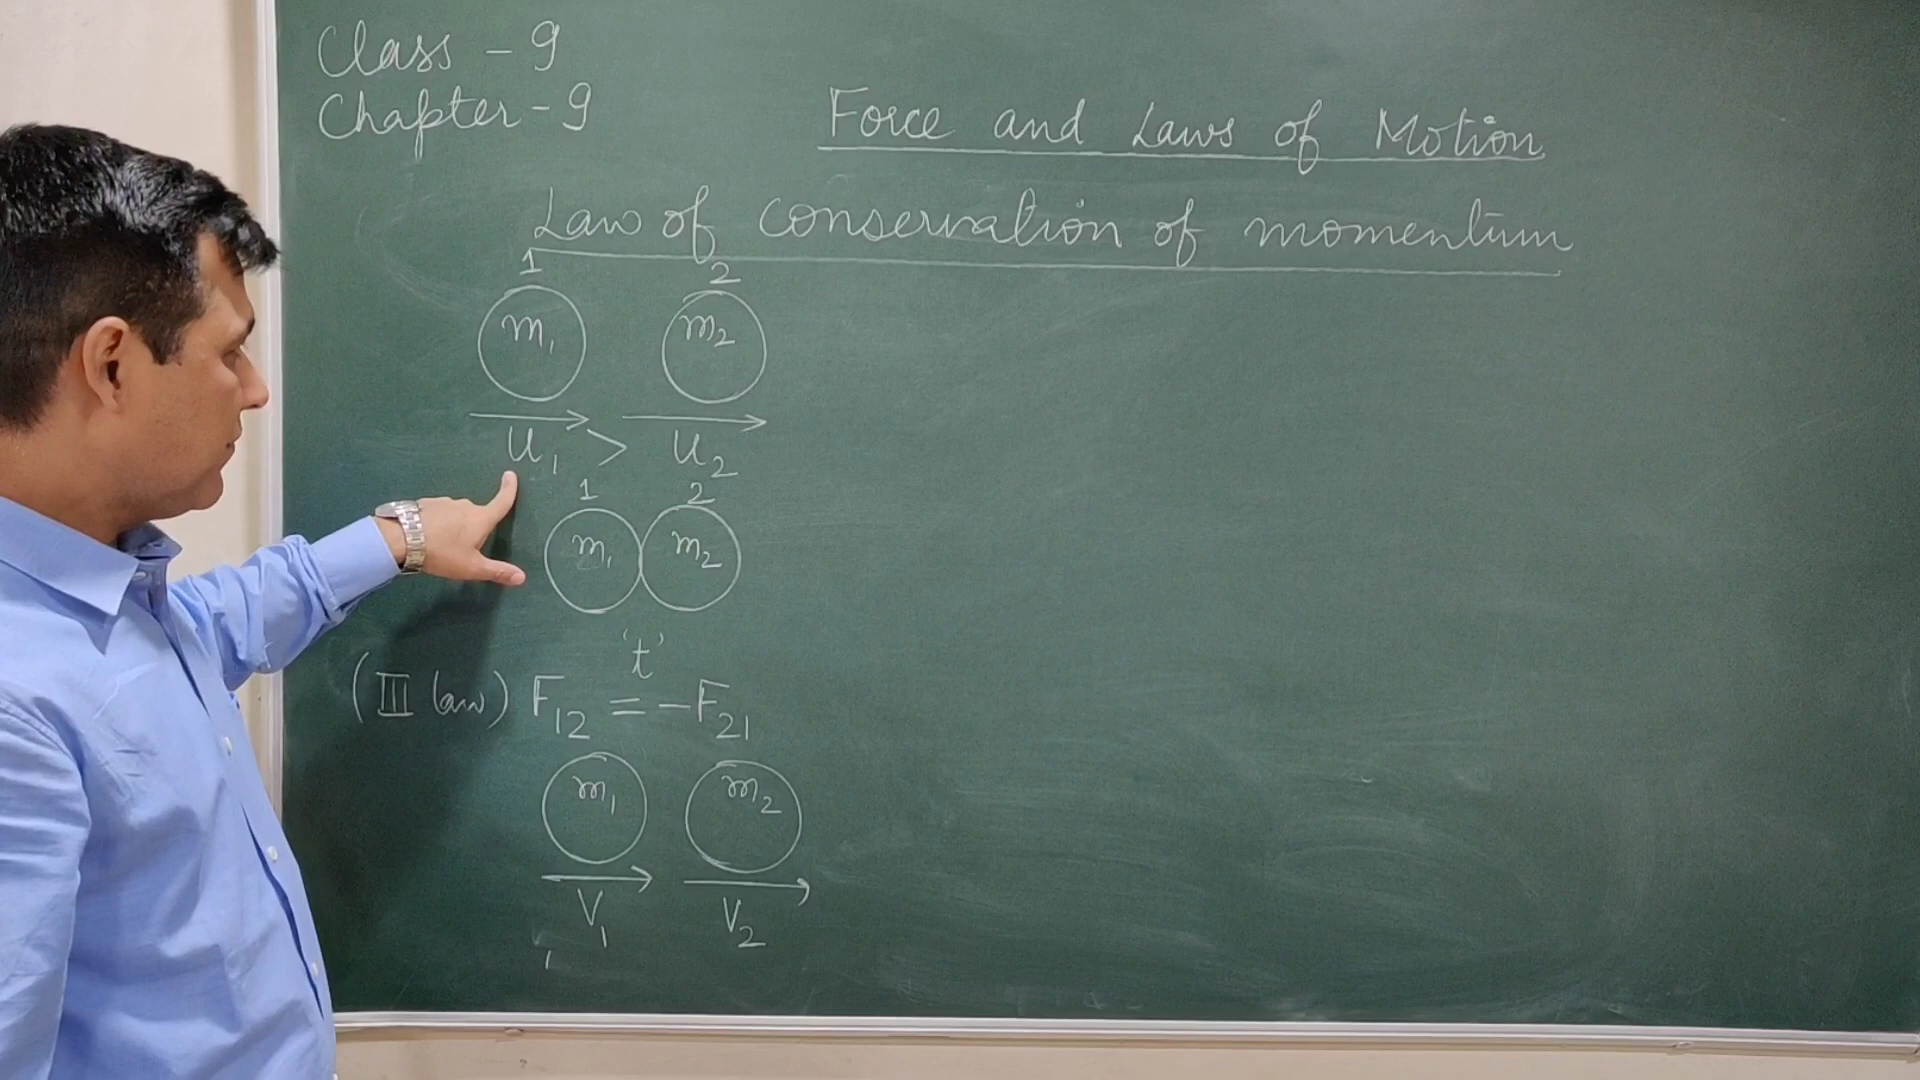 Class - 9
Chapter - 9
Force and Laws of Motion
Law of conservation of momentum
1 2
m₁ m₂
u₁ > u₂
1 2
m₁ m₂
't'
(III law) F₁₂ = -F₂₁
m₁ m₂
V₁ V₂